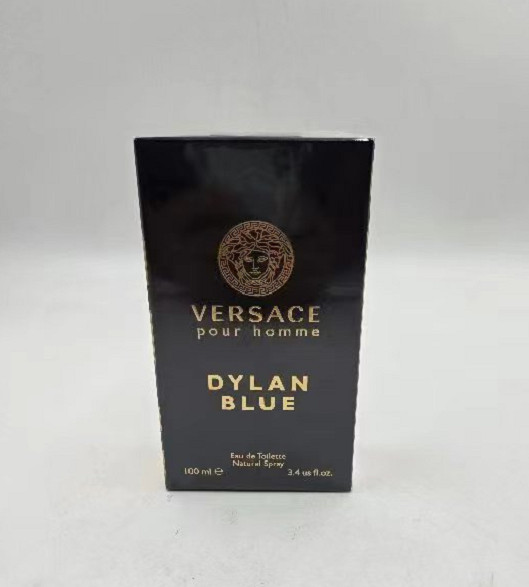 VERSACE
pour homme
DYLAN
BLUE
Eau de Toilette
Natural Spray
100 ml ℮ 3.4 us fl.oz.